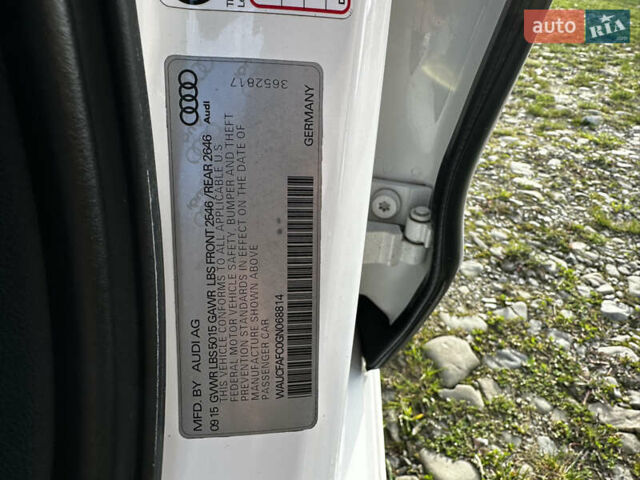 auto RIA
3652817
Audi
MFD. BY AUDI AG
GERMANY
09 15 GVWR LBS 5015 GAWR LBS FRONT 2546 / REAR 2646
THIS VEHICLE CONFORMS TO ALL APPLICABLE U.S.
FEDERAL MOTOR VEHICLE SAFETY, BUMPER AND THEFT
PREVENTION STANDARDS IN EFFECT ON THE DATE OF
MANUFACTURE SHOWN ABOVE
PASSENGER CAR
WAUCFAFC0GN068814